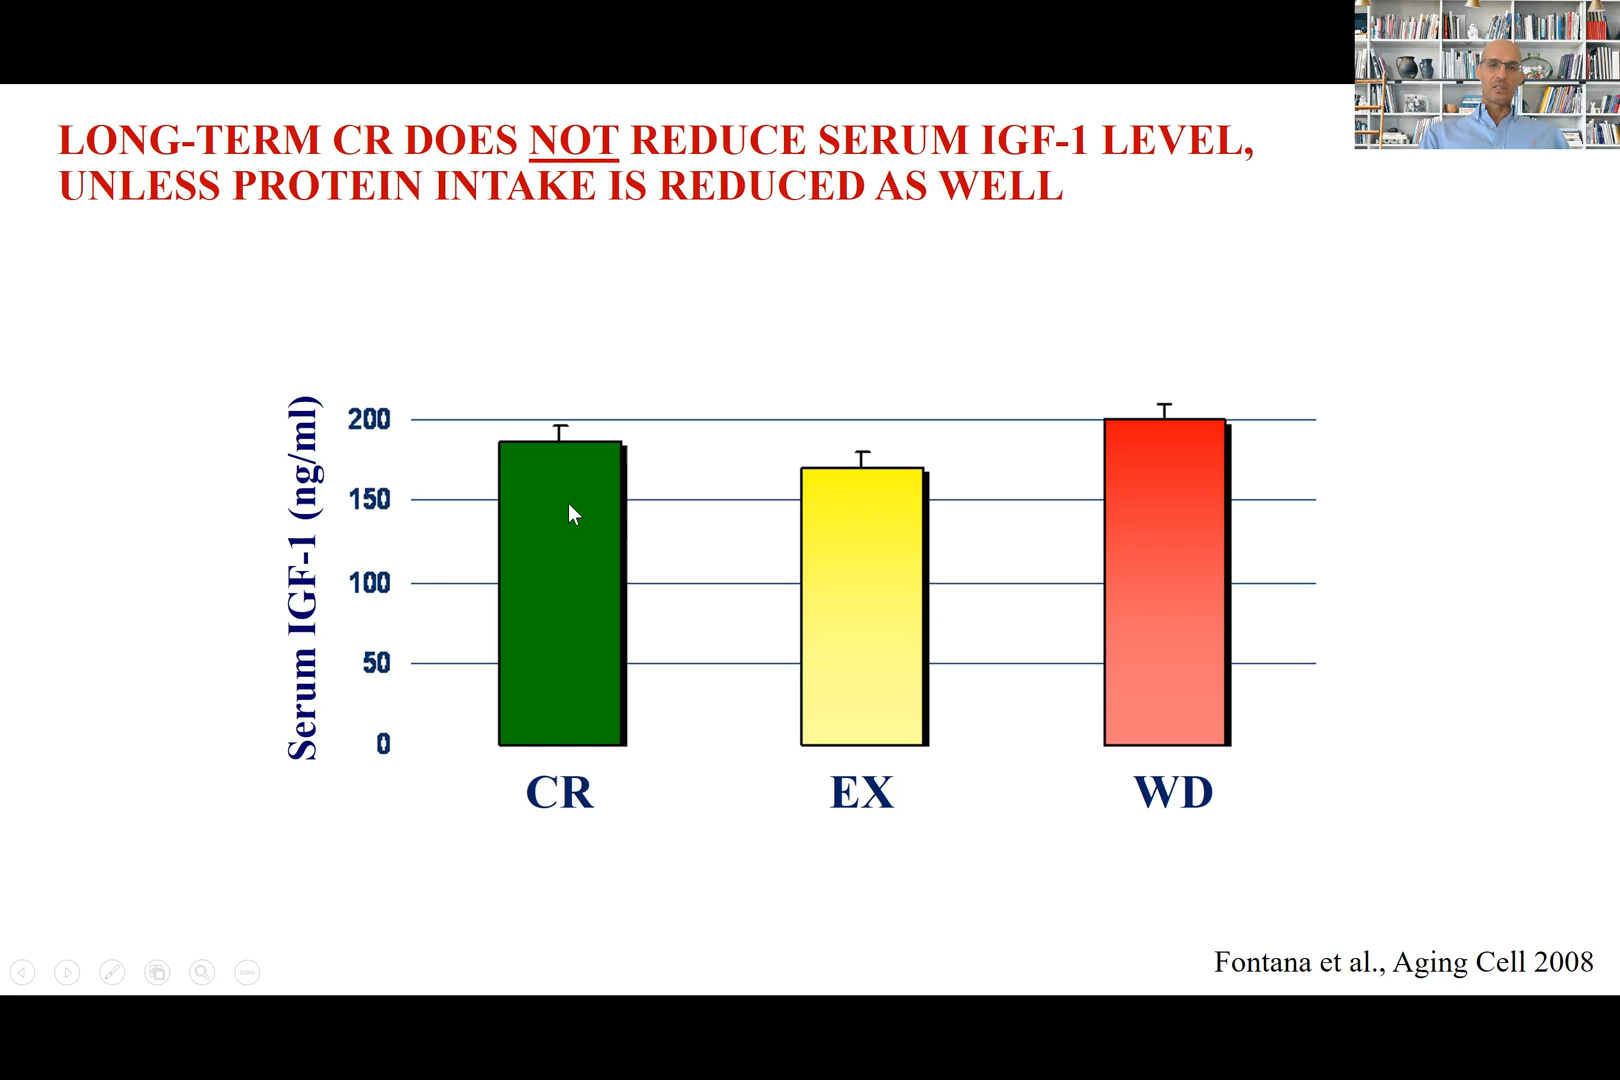 LONG-TERM CR DOES NOT REDUCE SERUM IGF-1 LEVEL,
UNLESS PROTEIN INTAKE IS REDUCED AS WELL
Serum IGF-1 (ng/ml)
200
150
100
50
0
CR EX WD
Fontana et al., Aging Cell 2008